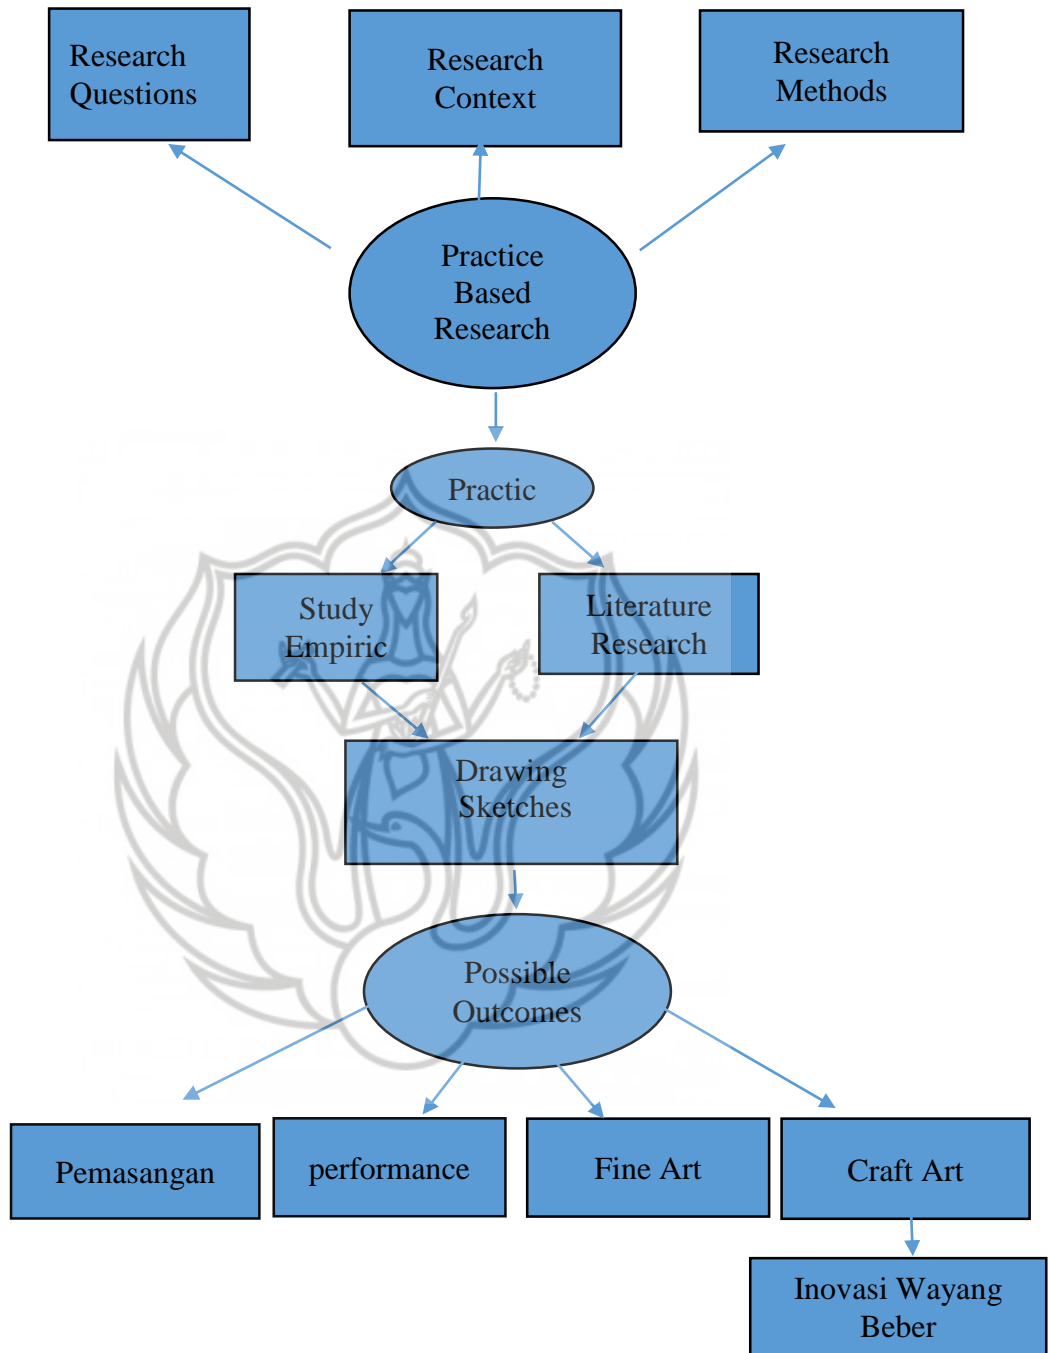 Research
Questions
Research
Context
Research
Methods
Practice
Based
Research
Practic
Study
Empiric
Literature
Research
Drawing
Sketches
Possible
Outcomes
Pemasangan
performance
Fine Art
Craft Art
Inovasi Wayang
Beber